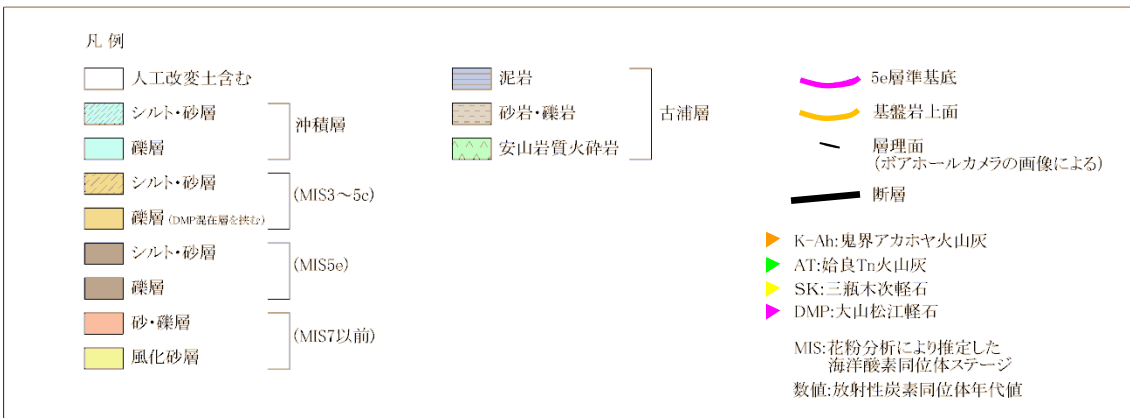 凡例
人工改変土含む
シルト・砂層
礫層
沖積層
シルト・砂層
礫層(DMP混在層を挟む)
(MIS3～5c)
シルト・砂層
礫層
(MIS5e)
砂・礫層
風化砂層
(MIS7以前)
泥岩
砂岩・礫岩
安山岩質火砕岩
古浦層
5e層準基底
基盤岩上面
層理面
(ボアホールカメラの画像による)
断層
K-Ah:鬼界アカホヤ火山灰
AT:姶良Tn火山灰
SK:三瓶木次軽石
DMP:大山松江軽石
MIS:花粉分析により推定した
海洋酸素同位体ステージ
数値:放射性炭素同位体年代値